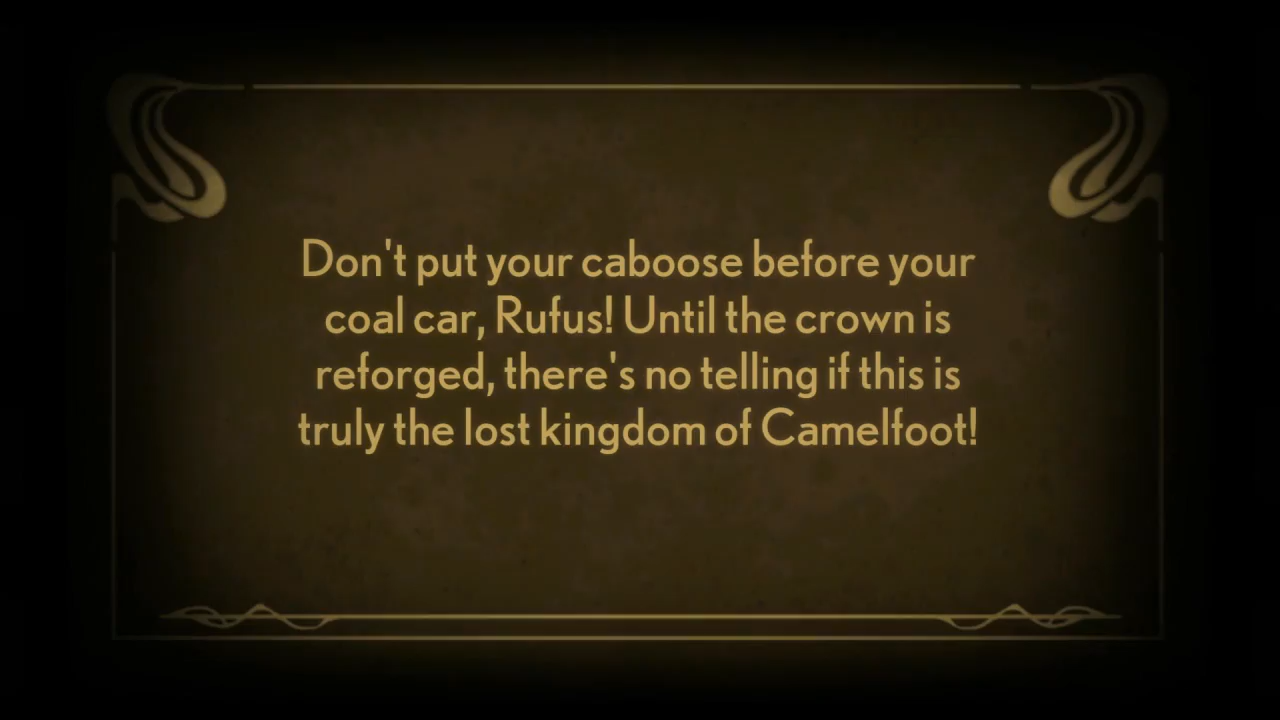 Don't put your caboose before your
coal car, Rufus! Until the crown is
reforged, there's no telling if this is
truly the lost kingdom of Camelfoot!